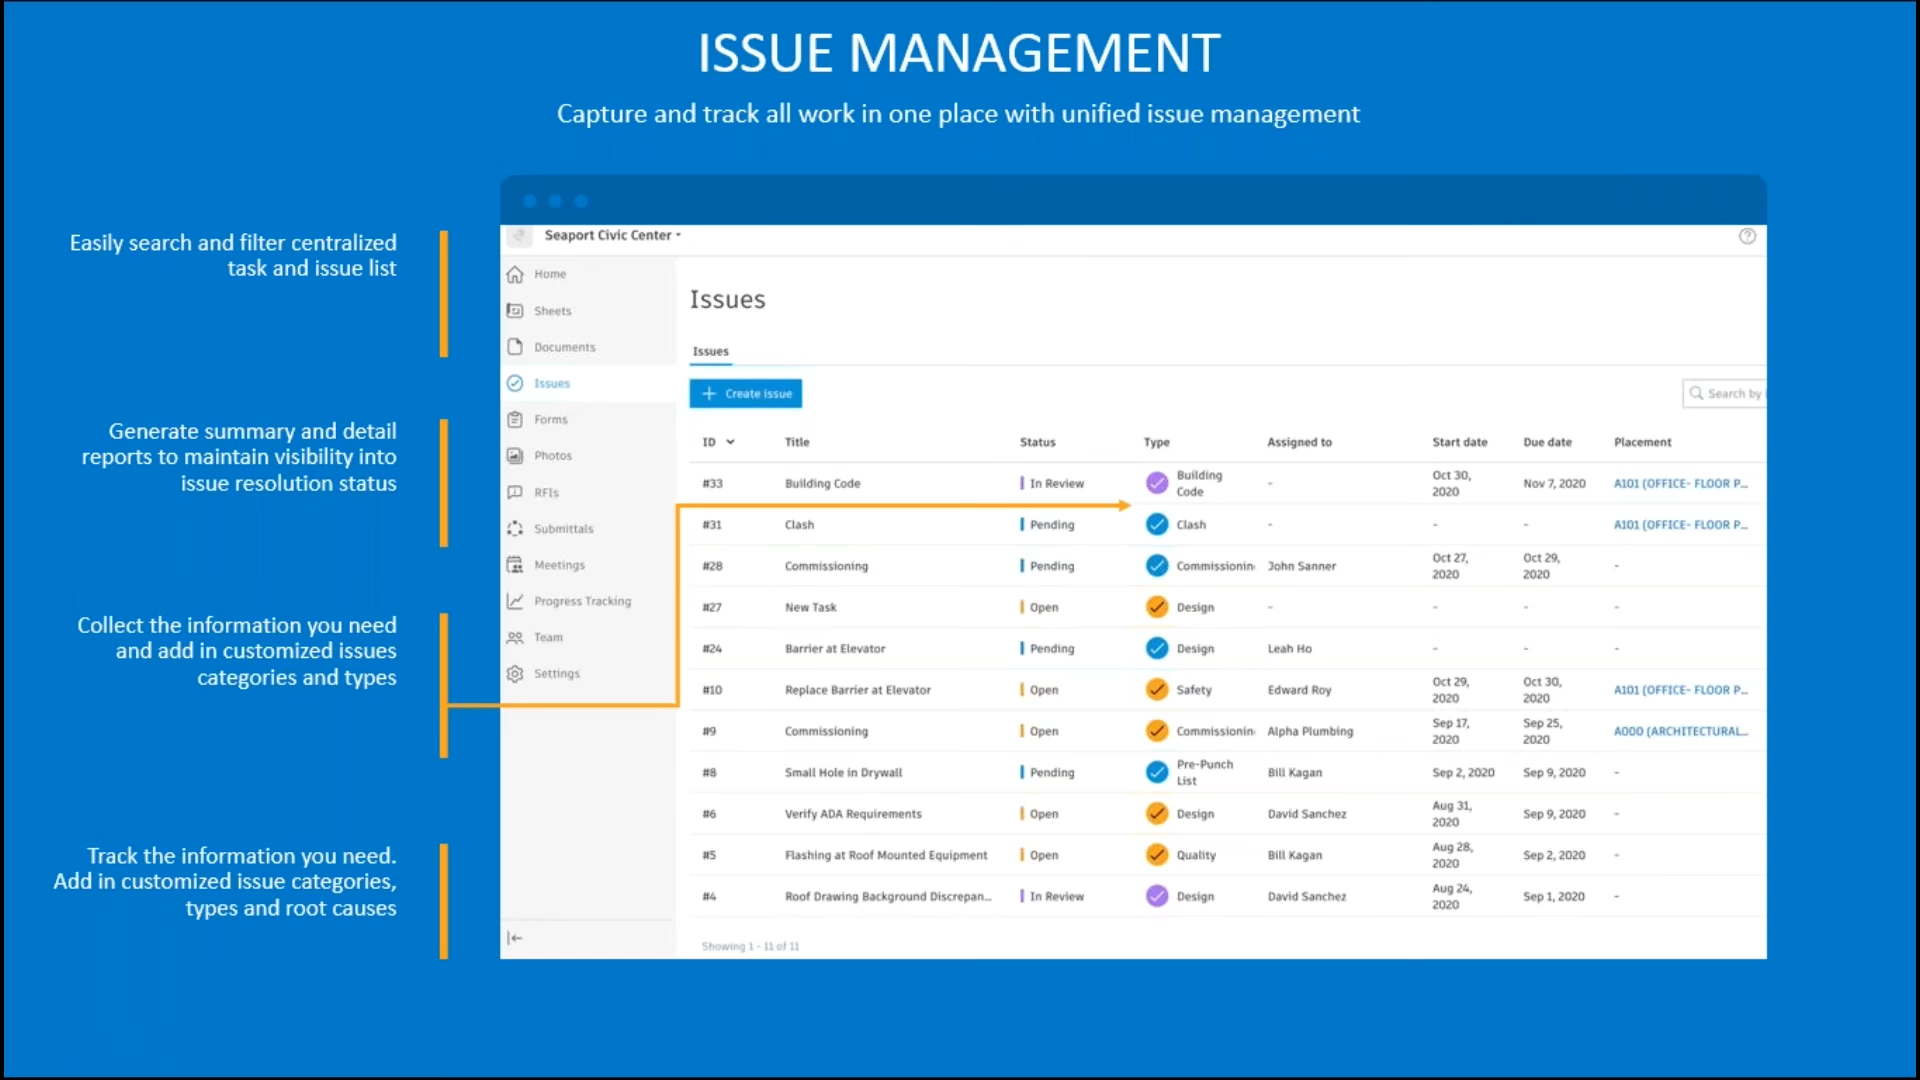 ISSUE MANAGEMENT
Capture and track all work in one place with unified issue management
Easily search and filter centralized
task and issue list
Generate summary and detail
reports to maintain visibility into
issue resolution status
Collect the information you need
and add in customized issues
categories and types
Track the information you need.
Add in customized issue categories,
types and root causes
Seaport Civic Center
Home
Sheets
Documents
Issues
Forms
Photos
RFIs
Submittals
Meetings
Progress Tracking
Team
Settings
Issues
Issues
+ Create issue
Search by
ID Title Status Type Assigned to Start date Due date Placement
#33 Building Code In Review Building Code - Oct 30, 2020 Nov 7, 2020 A101 (OFFICE- FLOOR P...
#31 Clash Pending Clash - - - A101 (OFFICE- FLOOR P...
#28 Commissioning Pending Commissionin John Sanner Oct 27, 2020 Oct 29, 2020 -
#27 New Task Open Design - - - -
#24 Barrier at Elevator Pending Design Leah Ho - - -
#10 Replace Barrier at Elevator Open Safety Edward Roy Oct 29, 2020 Oct 30, 2020 A101 (OFFICE- FLOOR P...
#9 Commissioning Open Commissionin Alpha Plumbing Sep 17, 2020 Sep 25, 2020 A000 (ARCHITECTURAL...
#8 Small Hole in Drywall Pending Pre-Punch List Bill Kagan Sep 2, 2020 Sep 9, 2020 -
#6 Verify ADA Requirements Open Design David Sanchez Aug 31, 2020 Sep 9, 2020 -
#5 Flashing at Roof Mounted Equipment Open Quality Bill Kagan Aug 28, 2020 Sep 2, 2020 -
#4 Roof Drawing Background Discrepan... In Review Design David Sanchez Aug 24, 2020 Sep 1, 2020 -
Showing 1 - 11 of 11